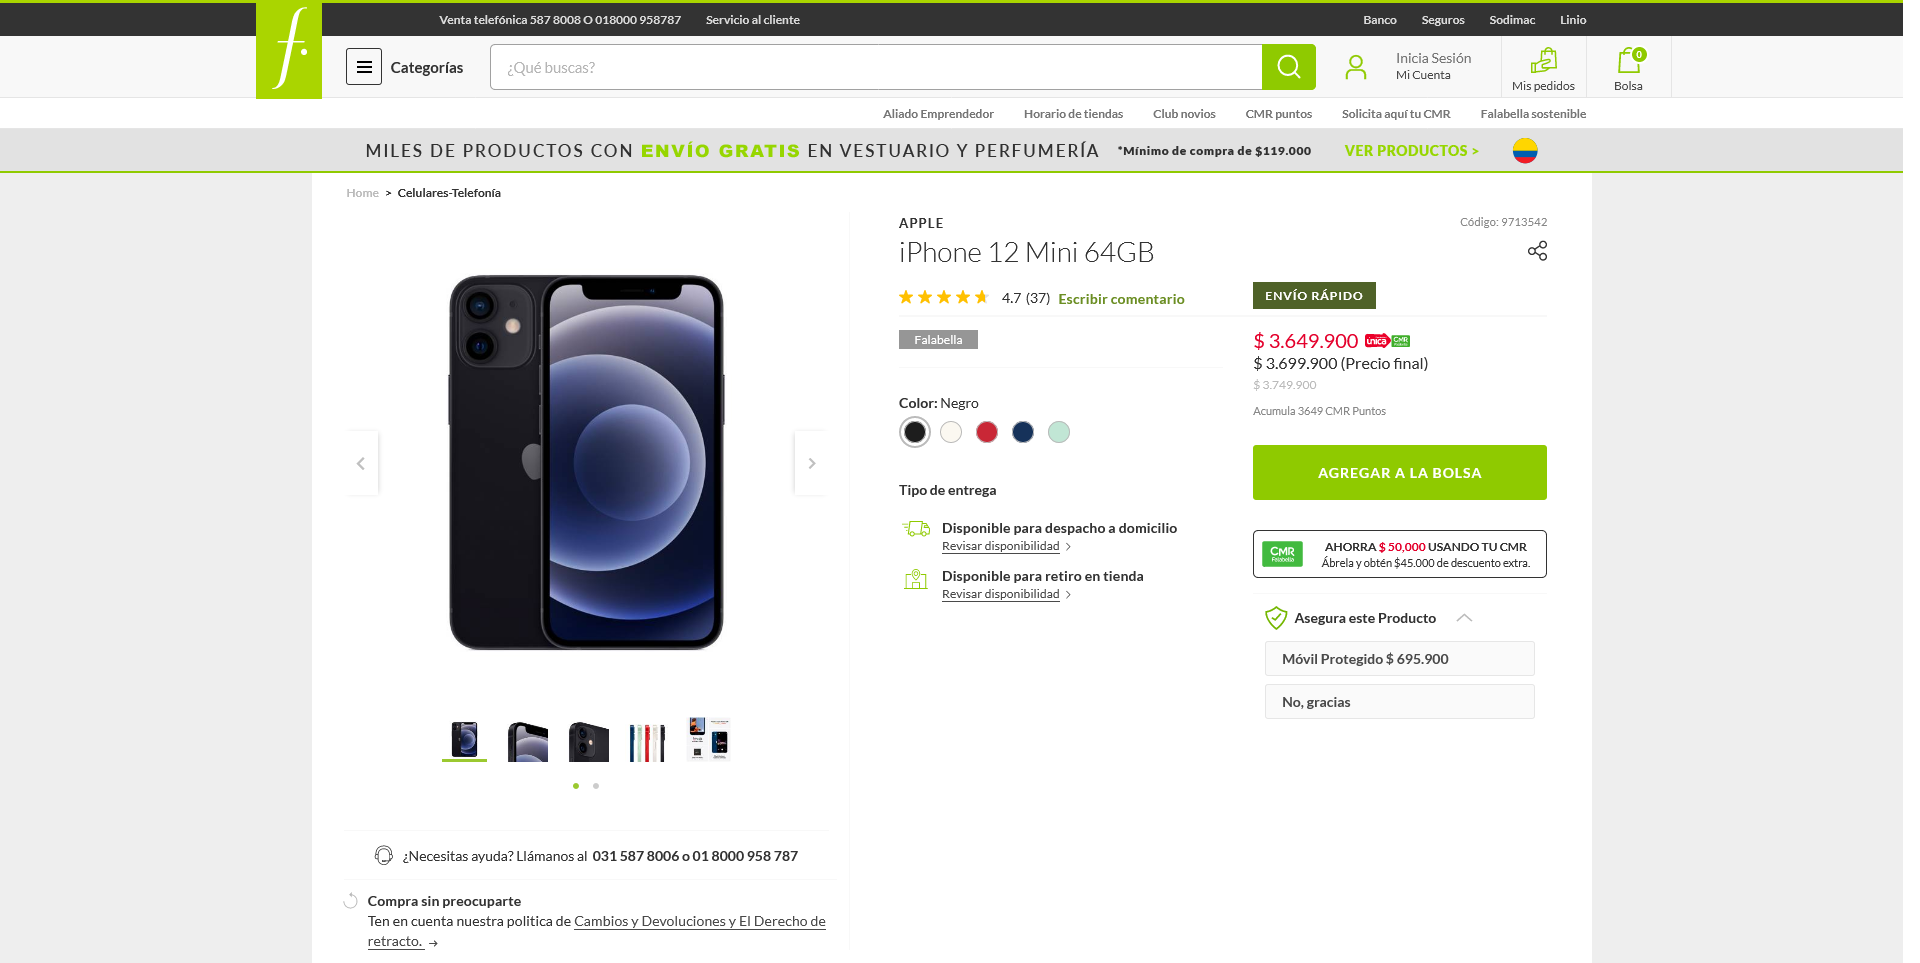 Venta telefónica 587 8008 O 018000 958787 Servicio al cliente Banco Seguros Sodimac Linio
f.
Categorías ¿Qué buscas? Inicia Sesión
Mi Cuenta
Mis pedidos
0
Bolsa
Aliado Emprendedor Horario de tiendas Club novios CMR puntos Solicita aquí tu CMR Falabella sostenible
MILES DE PRODUCTOS CON ENVÍO GRATIS EN VESTUARIO Y PERFUMERÍA *Mínimo de compra de $119.000 VER PRODUCTOS >
Home > Celulares-Telefonía
APPLE
Código: 9713542
iPhone 12 Mini 64GB
4.7 (37) Escribir comentario
ENVÍO RÁPIDO
Falabella
$ 3.649.900 unica CMR
$ 3.699.900 (Precio final)
$ 3.749.900
Acumula 3649 CMR Puntos
Color: Negro
AGREGAR A LA BOLSA
Tipo de entrega
Disponible para despacho a domicilio
Revisar disponibilidad >
Disponible para retiro en tienda
Revisar disponibilidad >
CMR
Falabella
AHORRA $ 50,000 USANDO TU CMR
Ábrela y obtén $45.000 de descuento extra.
Asegura este Producto
Móvil Protegido $ 695.900
No, gracias
¿Necesitas ayuda? Llámanos al 031 587 8006 o 01 8000 958 787
Compra sin preocuparte
Ten en cuenta nuestra politica de Cambios y Devoluciones y El Derecho de
retracto. →